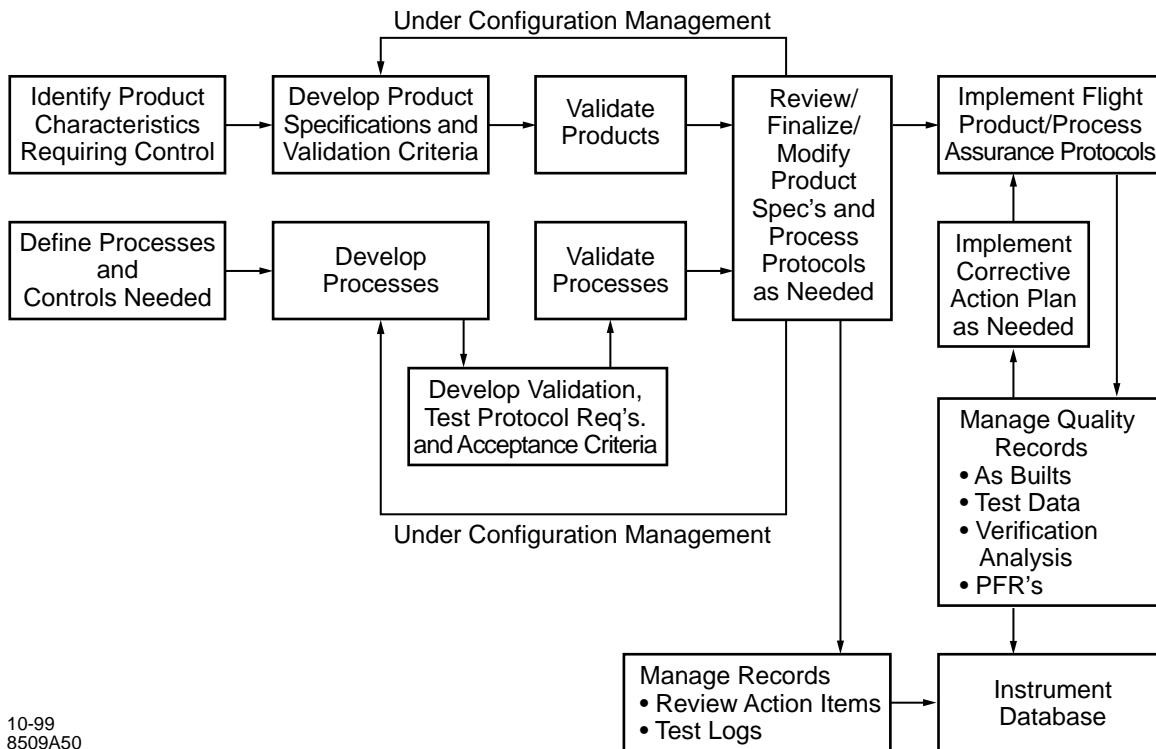 Under Configuration Management
Identify Product
Characteristics
Requiring Control
Develop Product
Specifications and
Validation Criteria
Validate
Products
Review/
Finalize/
Modify
Product
Spec's and
Process
Protocols
as Needed
Implement Flight
Product/Process
Assurance Protocols
Define Processes
and
Controls Needed
Develop
Processes
Validate
Processes
Implement
Corrective
Action Plan
as Needed
Develop Validation,
Test Protocol Req's.
and Acceptance Criteria
Under Configuration Management
Manage Quality
Records
• As Builts
• Test Data
• Verification
Analysis
• PFR's
Manage Records
• Review Action Items
• Test Logs
Instrument
Database
10-99
8509A50